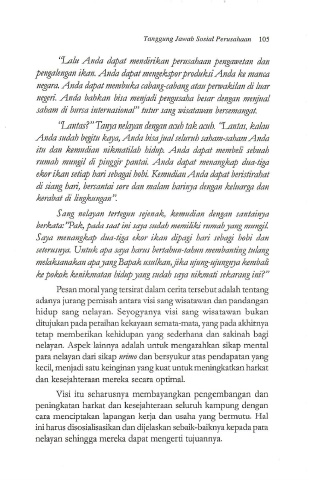 Tanggung Jawab Sosial Perusahaan 105
"Lalu Anda dapat mendirikan perusahaan pengawetan dan
pengalengan ikan. Anda dapat mengekspor produksi Anda ke manca
negara. Anda dapat membuka cabang-cabang atau perwakilan di luar
negeri. Anda bahkan bisa menjadi pengusaha besar dengan menjual
saham di bursa internasional" tutur sang wisatawan bersemangat.
"Lantas?" Tanya nelayan dengan acuh tak acuh. "Lantas, kalau
Anda sudah begitu kaya, Anda bisa jual seluruh saham-saham Anda
itu dan kemudian nikmatilah hidup. Anda dapat membeli sebuah
rumah mungil di pinggir pantai. Anda dapat menangkap dua-tiga
ekor ikan setiap hari sebagai hobi. Kemudian Anda dapat beristirahat
di siang hari, bersantai sore dan malam harinya dengan keluarga dan
kerabat di lingkungan".
Sang nelayan tertegun sejenak, kemudian dengan santainya
berkata: "Pak, pada saat ini saya sudah memiliki rumah yang mungil.
Saya menangkap dua-tiga ekor ikan dipagi hari sebagi hobi dan
seterusnya. Untuk apa saya harus bertahun-tahun membanting tulang
melaksanakan apa yang Bapak usulkan, jika ujung-ujungnya kembali
ke pokok kenikmatan hidup yang sudah saya nikmati sekarang ini?"
Pesan moral yang tersirat dalam cerita tersebut adalah tentang
adanya jurang pemisah antara visi sang wisatawan dan pandangan
hidup sang nelayan. Seyogyanya visi sang wisatawan bukan
ditujukan pada peraihan kekayaan semata-mata, yang pada akhirnya
tetap memberikan kehidupan yang sederhana dan sakinah bagi
nelayan. Aspek lainnya adalah untuk mengarahkan sikap mental
para nelayan dari sikap nrimo dan bersyukur atas pendapatan yang
kecil, menjadi satu keinginan yang kuat untuk meningkatkan harkat
dan kesejahteraan mereka secara optimal.
Visi itu seharusnya membayangkan pengembangan dan
peningkatan harkat dan kesejahteraan seluruh kampung dengan
cara menciptakan lapangan kerja dan usaha yang bermutu. Hal
ini harus disosialisasikan dan dijelaskan sebaik-baiknya kepada para
nelayan sehingga mereka dapat mengerti tujuannya.